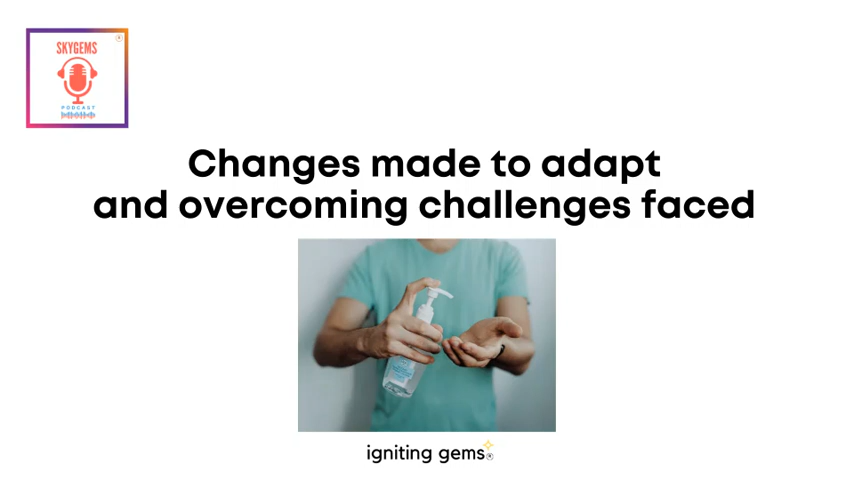 SKYGEMS
PODCAST
Changes made to adapt
and overcoming challenges faced
igniting gems